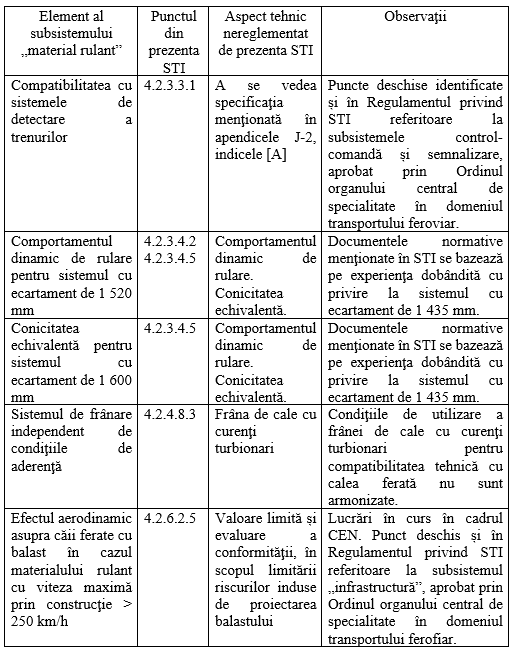 Element al
subsistemului
„material rulant”
Punctul
din
prezenta
STI
Aspect tehnic
nereglementat
de prezenta STI
Observaţii
Compatibilitatea cu
sistemele de
detectare a
trenurilor
4.2.3.3.1
A se vedea
specificaţia
menţionată în
apendicele J-2,
indicele [A]
Puncte deschise identificate
și în Regulamentul privind
STI referitoare la
subsistemele control-
comandă și semnalizare,
aprobat prin Ordinul
organului central de
specialitate în domeniul
transportului feroviar.
Comportamentul
dinamic de rulare
pentru sistemul cu
ecartament de 1 520
mm
4.2.3.4.2
4.2.3.4.5
Comportamentul
dinamic de
rulare.
Conicitatea
echivalentă.
Documentele normative
menţionate în STI se bazează
pe experienţa dobândită cu
privire la sistemul cu
ecartament de 1 435 mm.
Conicitatea
echivalentă pentru
sistemul cu
ecartament de 1 600
mm
4.2.3.4.5
Comportamentul
dinamic de
rulare.
Conicitatea
echivalentă.
Documentele normative
menţionate în STI se bazează
pe experienţa dobândită cu
privire la sistemul cu
ecartament de 1 435 mm.
Sistemul de frânare
independent de
condiţiile de
aderenţă
4.2.4.8.3
Frâna de cale cu
curenţi
turbionari
Condiţiile de utilizare a
frânei de cale cu curenţi
turbionari pentru
compatibilitatea tehnică cu
calea ferată nu sunt
armonizate.
Efectul aerodinamic
asupra căii ferate cu
balast în cazul
materialului rulant
cu viteza maximă
prin construcţie >
250 km/h
4.2.6.2.5
Valoare limită şi
evaluare a
conformităţii, în
scopul limitării
riscurilor induse
de proiectarea
balastului
Lucrări în curs în cadrul
CEN. Punct deschis și în
Regulamentul privind STI
referitoare la subsistemul
„infrastructură”, aprobat prin
Ordinul organului central de
specialitate în domeniul
transportului ferofiar.